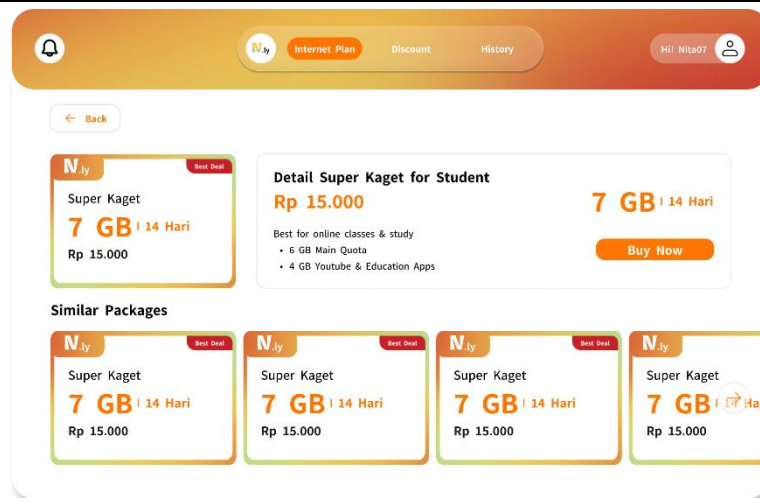 N.ly Internet Plan Discount History Hi! Nita07
← Back
N.ly Best Deal
Super Kaget
7 GB | 14 Hari
Rp 15.000
Detail Super Kaget for Student
Rp 15.000
Best for online classes & study
• 6 GB Main Quota
• 4 GB Youtube & Education Apps
7 GB | 14 Hari
Buy Now
Similar Packages
N.ly Best Deal
Super Kaget
7 GB | 14 Hari
Rp 15.000
N.ly Best Deal
Super Kaget
7 GB | 14 Hari
Rp 15.000
N.ly Best Deal
Super Kaget
7 GB | 14 Hari
Rp 15.000
N.ly
Super Kaget
7 GB | 14 Ha
Rp 15.000